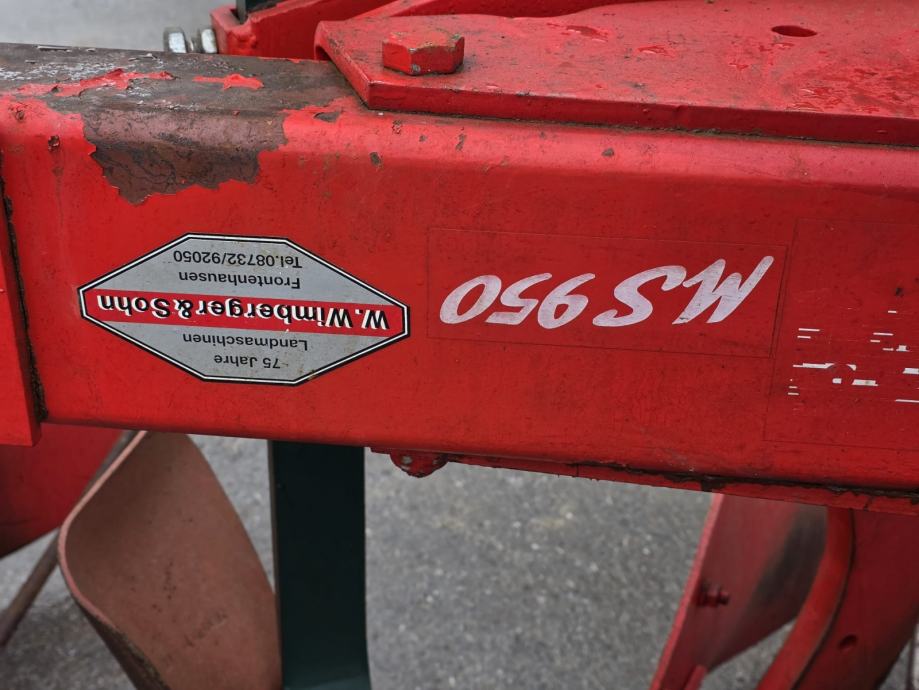 75 Jahre
Landmaschinen
W.Wimberger&Sohn
Frontenhausen
Tel.08732/92050
MS 950